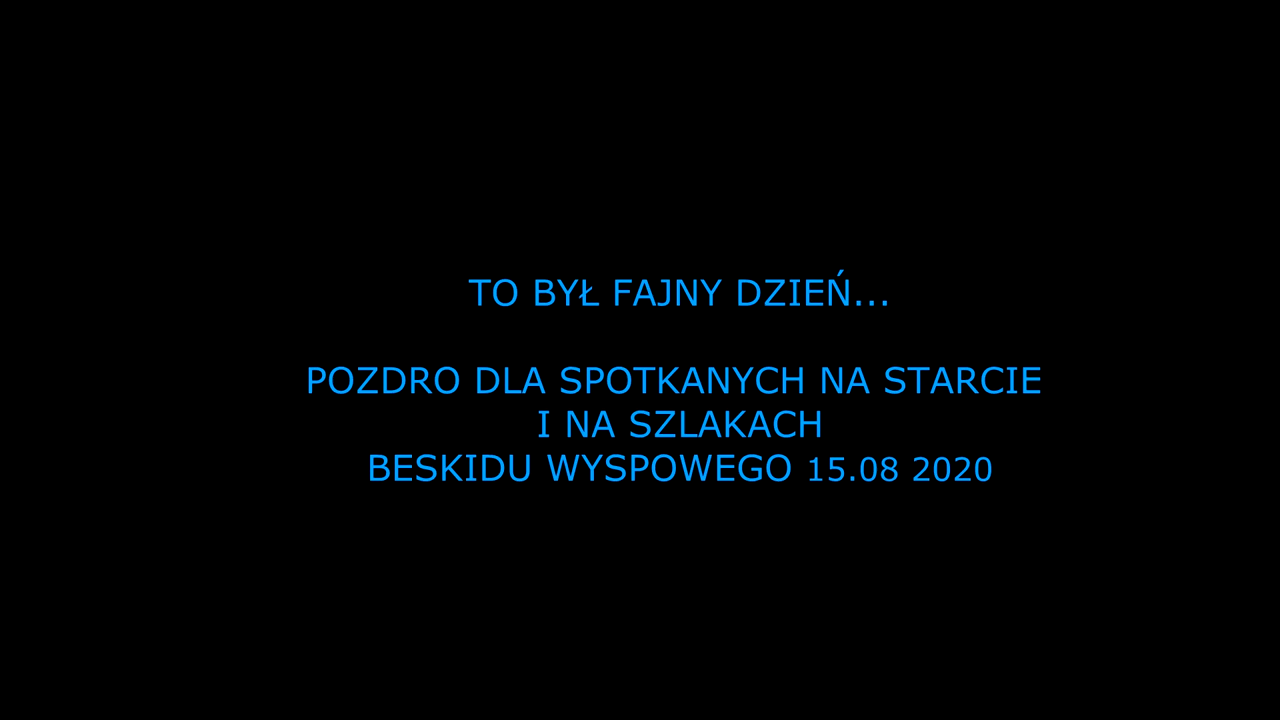 TO BYŁ FAJNY DZIEŃ...
POZDRO DLA SPOTKANYCH NA STARCIE
I NA SZLAKACH
BESKIDU WYSPOWEGO 15.08 2020